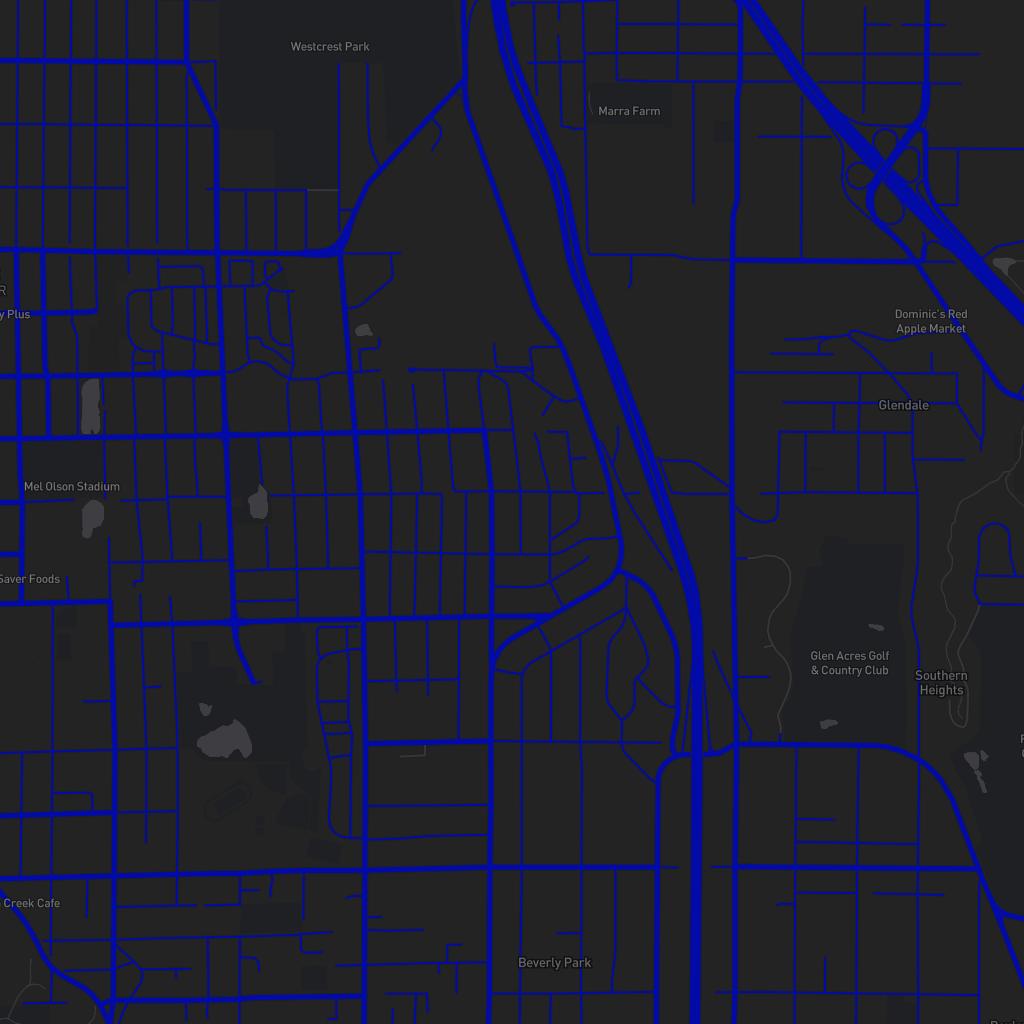 Westcrest Park
Marra Farm
R
y Plus
Dominic's Red
Apple Market
Glendale
Mel Olson Stadium
Saver Foods
Glen Acres Golf
& Country Club
Southern
Heights
Creek Cafe
Beverly Park